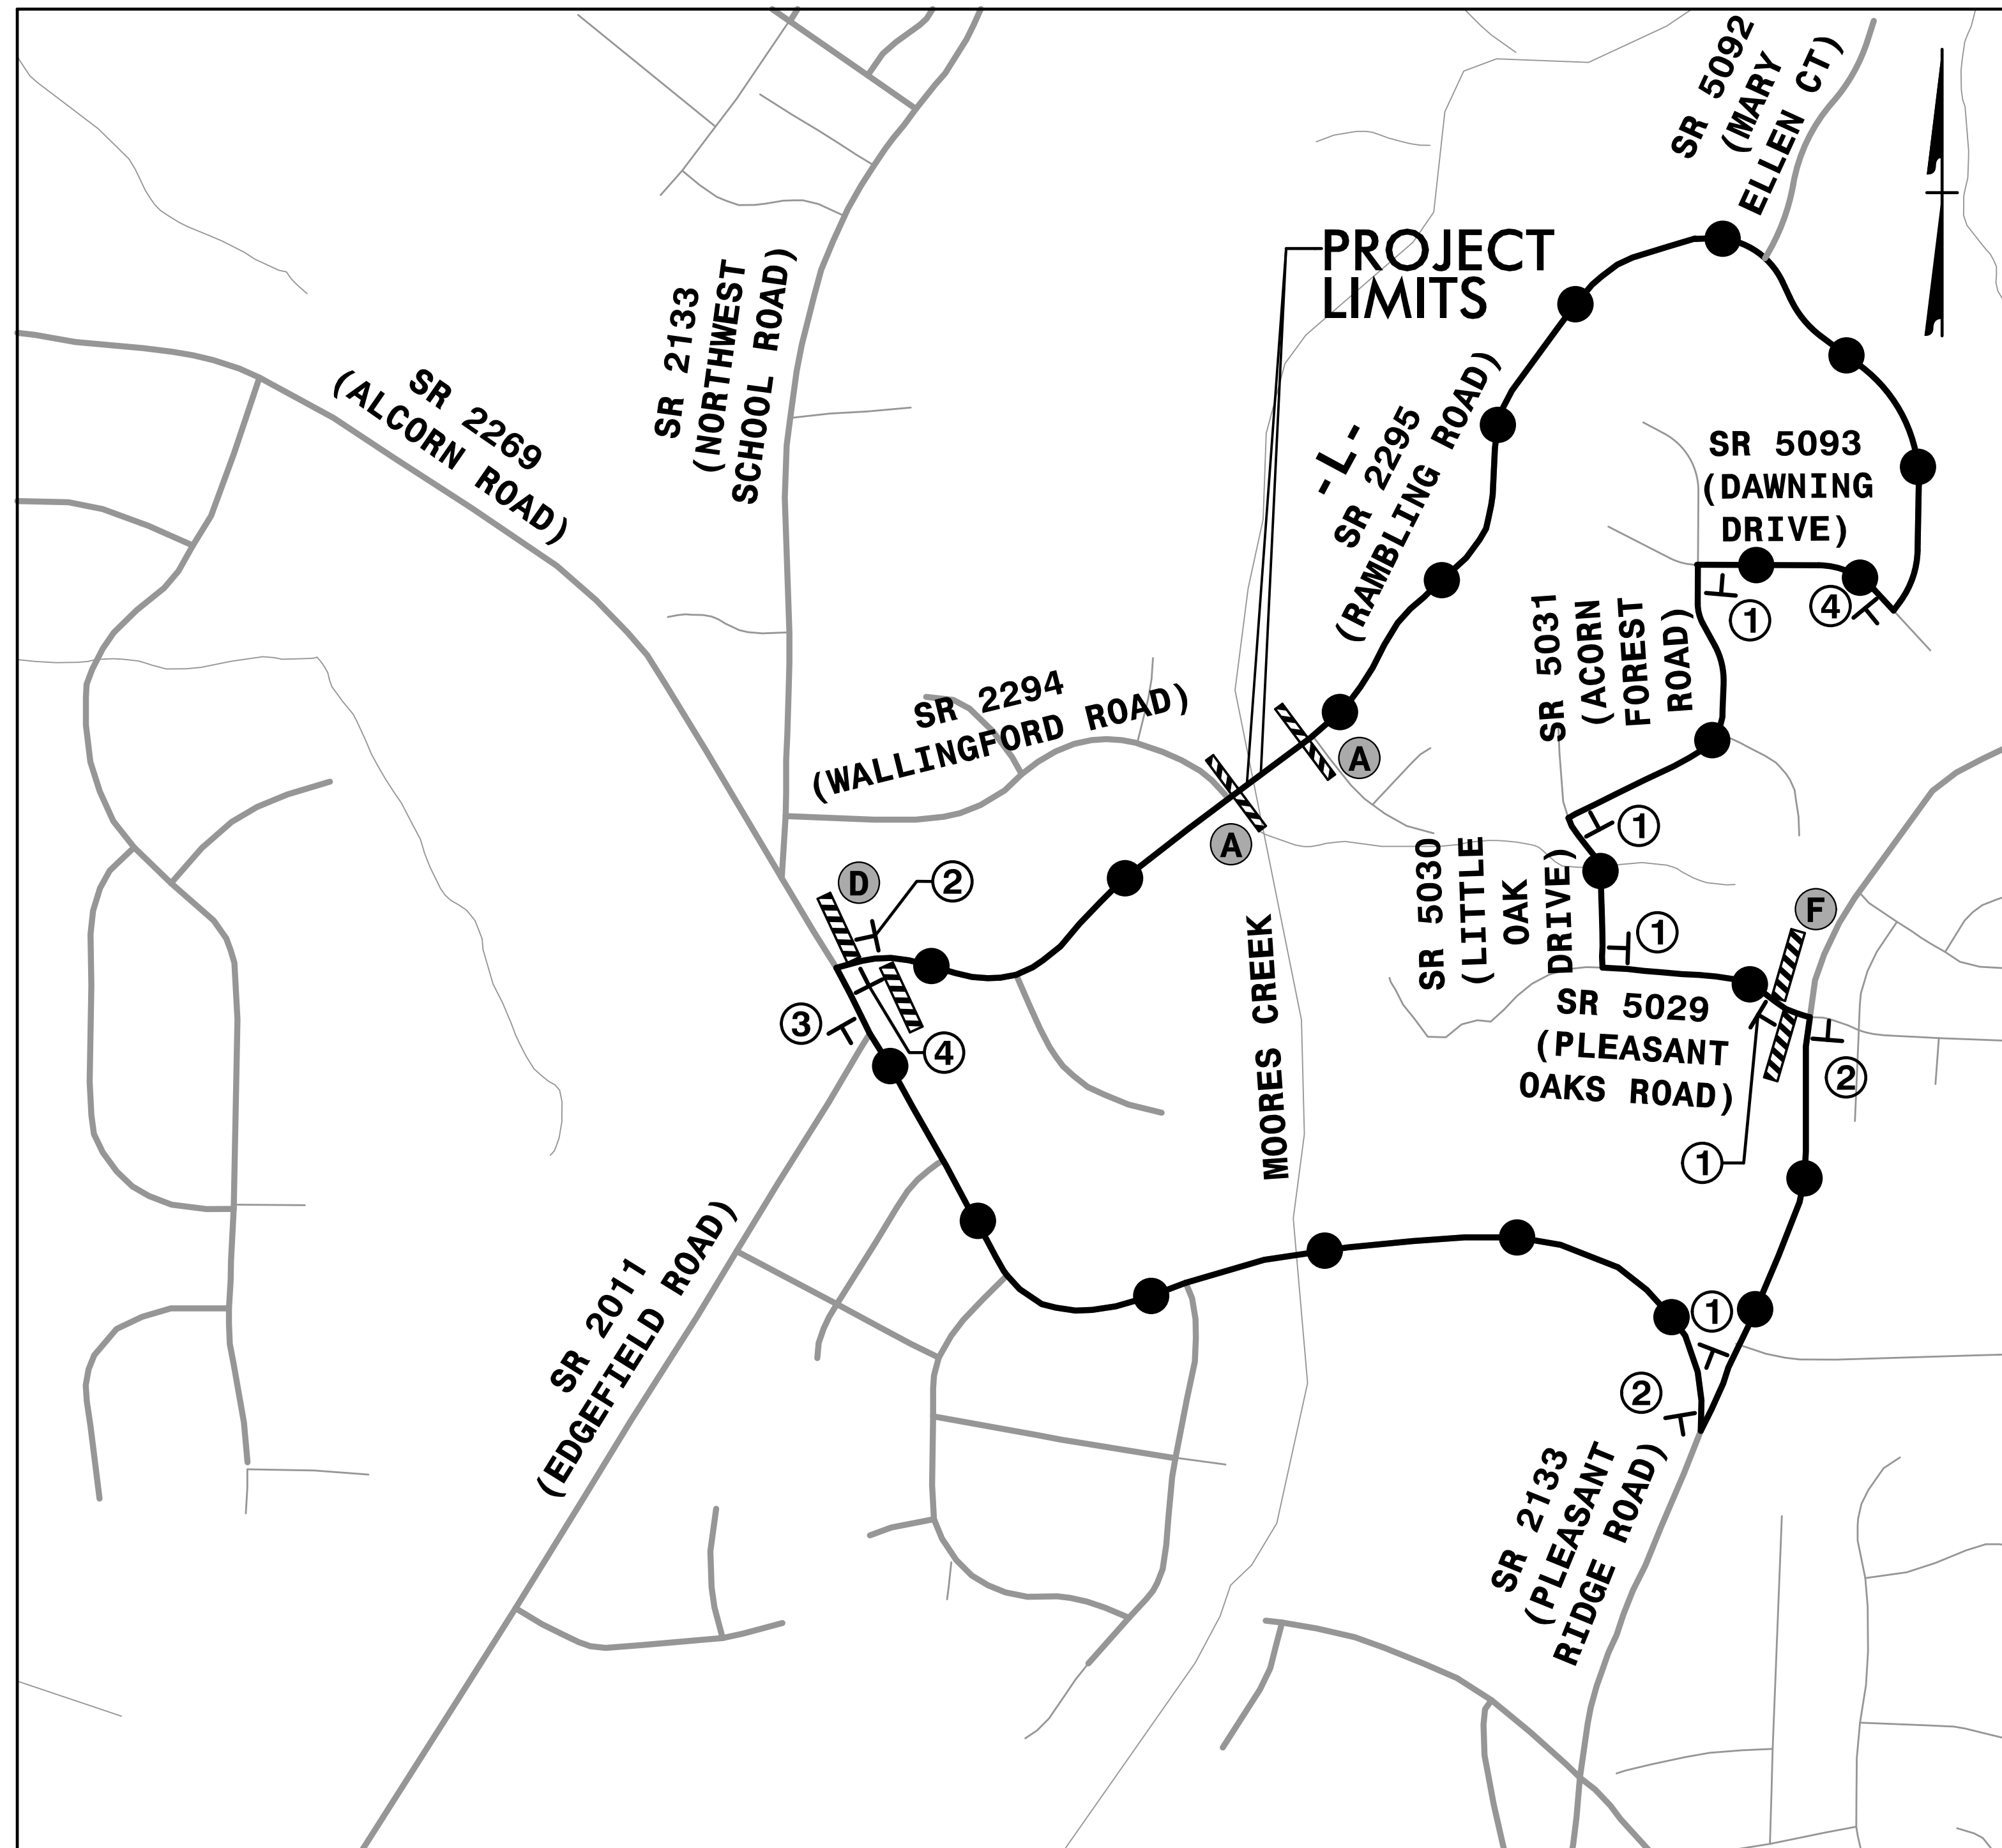 SR 5092
(MARY
ELLEN CT)
PROJECT
LIMITS
SR 2133
(NORTHWEST
SCHOOL ROAD)
SR 2269
(ALCORN ROAD)
-L-
SR 2295
(RAMBLING ROAD)
SR 5093
(DAWNING
DRIVE)
1
4
SR 5031
(ACORN
FOREST
ROAD)
SR 2294
(WALLINGFORD ROAD)
A
A
1
SR 5030
(LITTLE
OAK
DRIVE)
D
2
F
1
MOORES CREEK
SR 5029
(PLEASANT
OAKS ROAD)
3
4
2
1
SR 2011
(EDGEFIELD ROAD)
1
2
SR 2133
(PLEASANT
RIDGE ROAD)